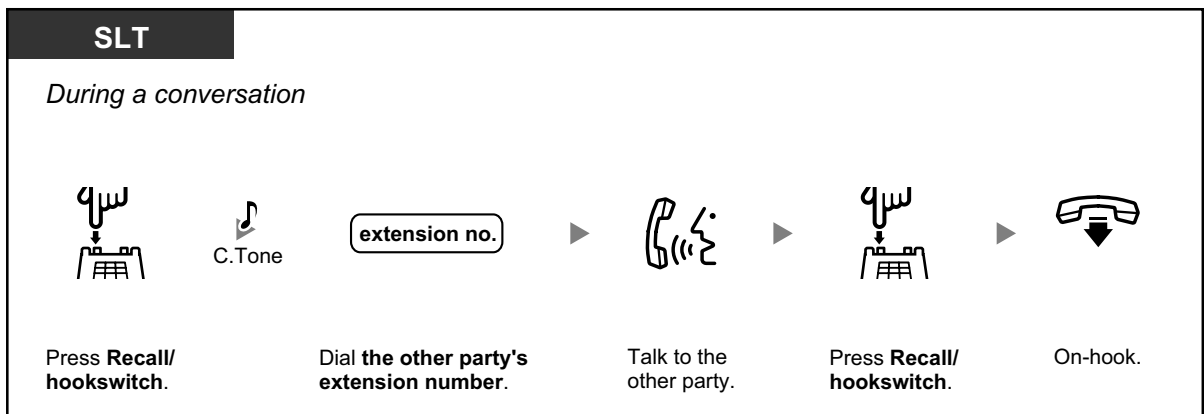 SLT
During a conversation
C.Tone
extension no.
Press Recall/
hookswitch.
Dial the other party's
extension number.
Talk to the
other party.
Press Recall/
hookswitch.
On-hook.